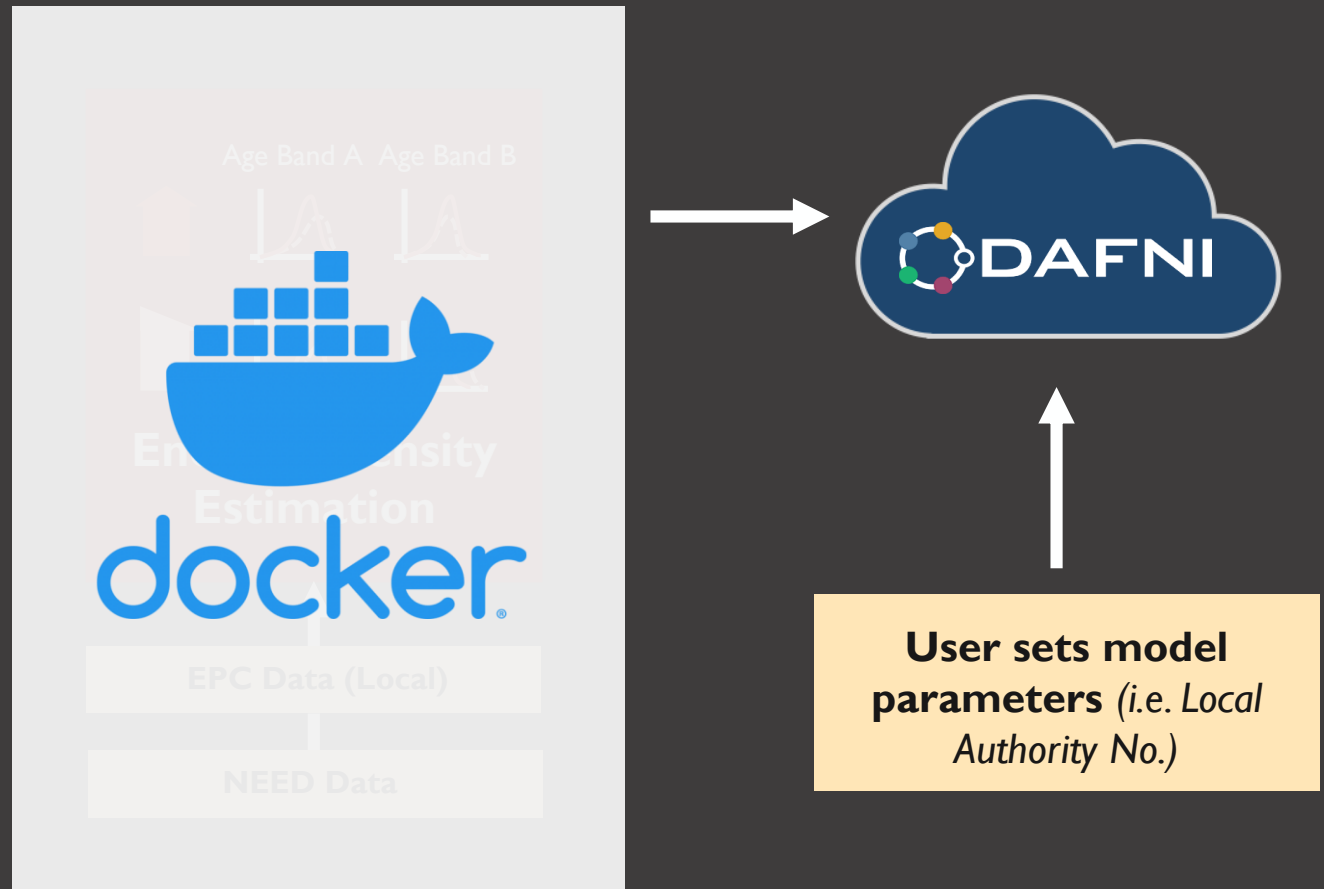 Age Band A Age Band B
Estimation
docker®
EPC Data (Local)
NEED Data
DAFNI
User sets model
parameters (i.e. Local
Authority No.)